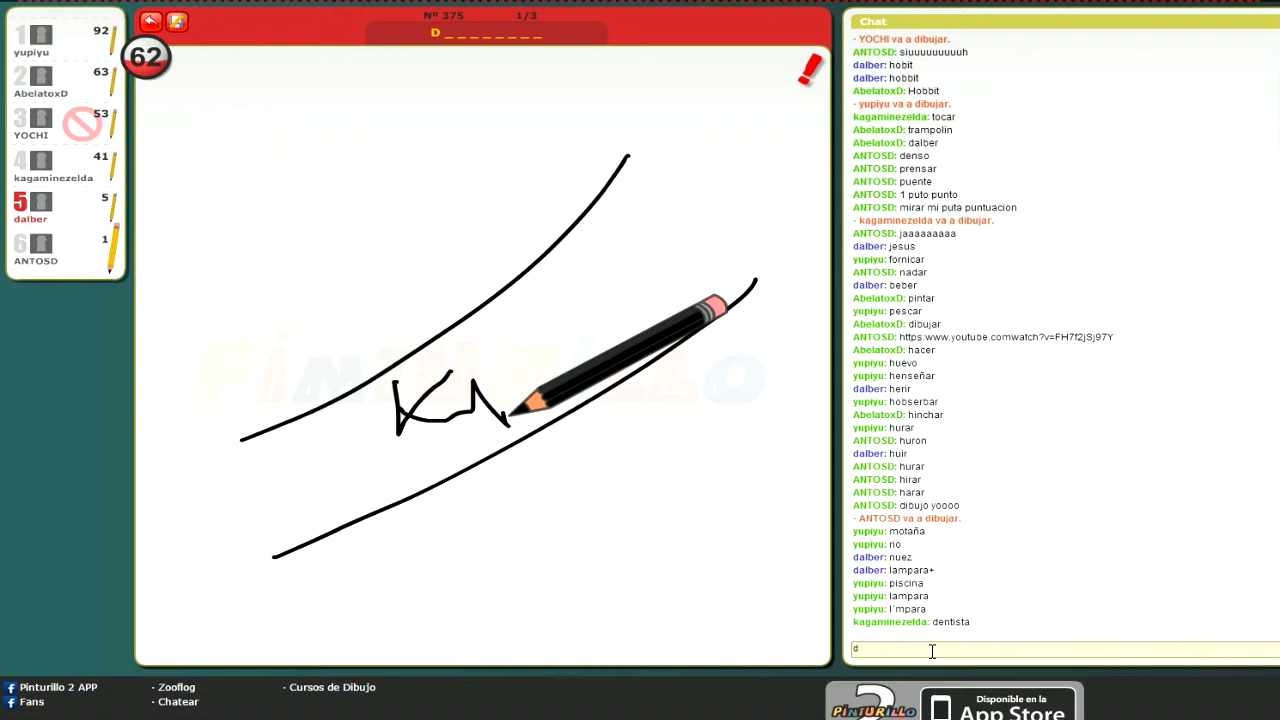 1 yupiyu 92
2 AbelatoxD 63
3 YOCHI 53
4 kagaminezelda 41
5 dalber 5
6 ANTOSD 1
62
Nº 375 1/3
D _ _ _ _ _ _ _ _
KM
Chat
· YOCHI va a dibujar.
ANTOSD: siuuuuuuuuuh
dalber: hobit
dalber: hobbit
AbelatoxD: Hobbit
· yupiyu va a dibujar.
kagaminezelda: tocar
AbelatoxD: trampolin
AbelatoxD: dalber
ANTOSD: denso
ANTOSD: prensar
ANTOSD: puente
ANTOSD: 1 puto punto
ANTOSD: mirar mi puta puntuacion
· kagaminezelda va a dibujar.
ANTOSD: jaaaaaaaaa
dalber: jesus
yupiyu: fornicar
ANTOSD: nadar
dalber: beber
AbelatoxD: pintar
yupiyu: pescar
AbelatoxD: dibujar
ANTOSD: https:www.youtube.comwatch?v=FH7f2jSj97Y
AbelatoxD: hacer
yupiyu: huevo
yupiyu: henseñar
dalber: herir
yupiyu: hobserbar
AbelatoxD: hinchar
yupiyu: hurar
ANTOSD: huron
dalber: huir
ANTOSD: hurar
ANTOSD: hirar
ANTOSD: harar
ANTOSD: dibujo yoooo
· ANTOSD va a dibujar.
yupiyu: motaña
yupiyu: rio
dalber: nuez
dalber: lampara+
yupiyu: piscina
yupiyu: lampara
yupiyu: l´mpara
kagaminezelda: dentista
d
Pinturillo 2 APP
Fans
· Zooflog
· Chatear
· Cursos de Dibujo
PINTURILLO 2
Disponible en la
App Store